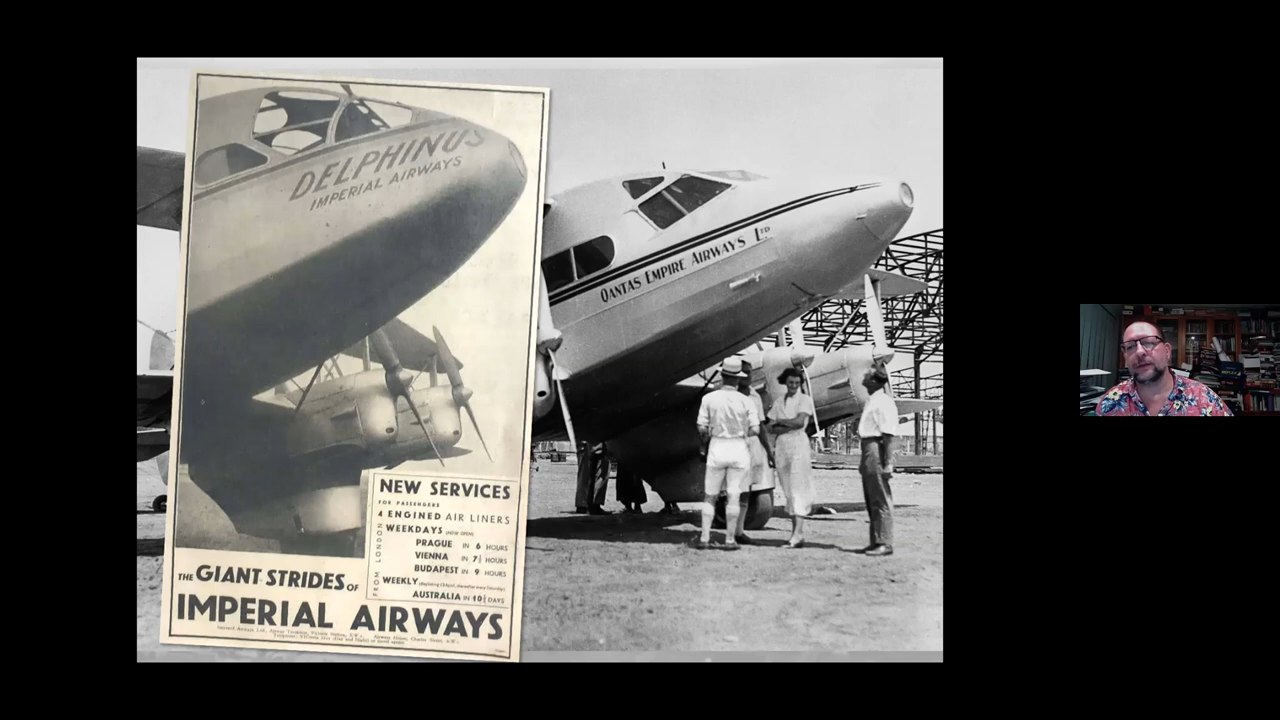 DELPHINUS
IMPERIAL AIRWAYS
QANTAS EMPIRE AIRWAYS LTD
NEW SERVICES
FOR PASSENGERS
4 ENGINED AIR LINERS
FROM LONDON
WEEKDAYS (NOW OPEN)
PRAGUE IN 6 HOURS
VIENNA IN 7½ HOURS
BUDAPEST IN 9 HOURS
WEEKLY
AUSTRALIA IN 10½ DAYS
THE GIANT STRIDES OF
IMPERIAL AIRWAYS